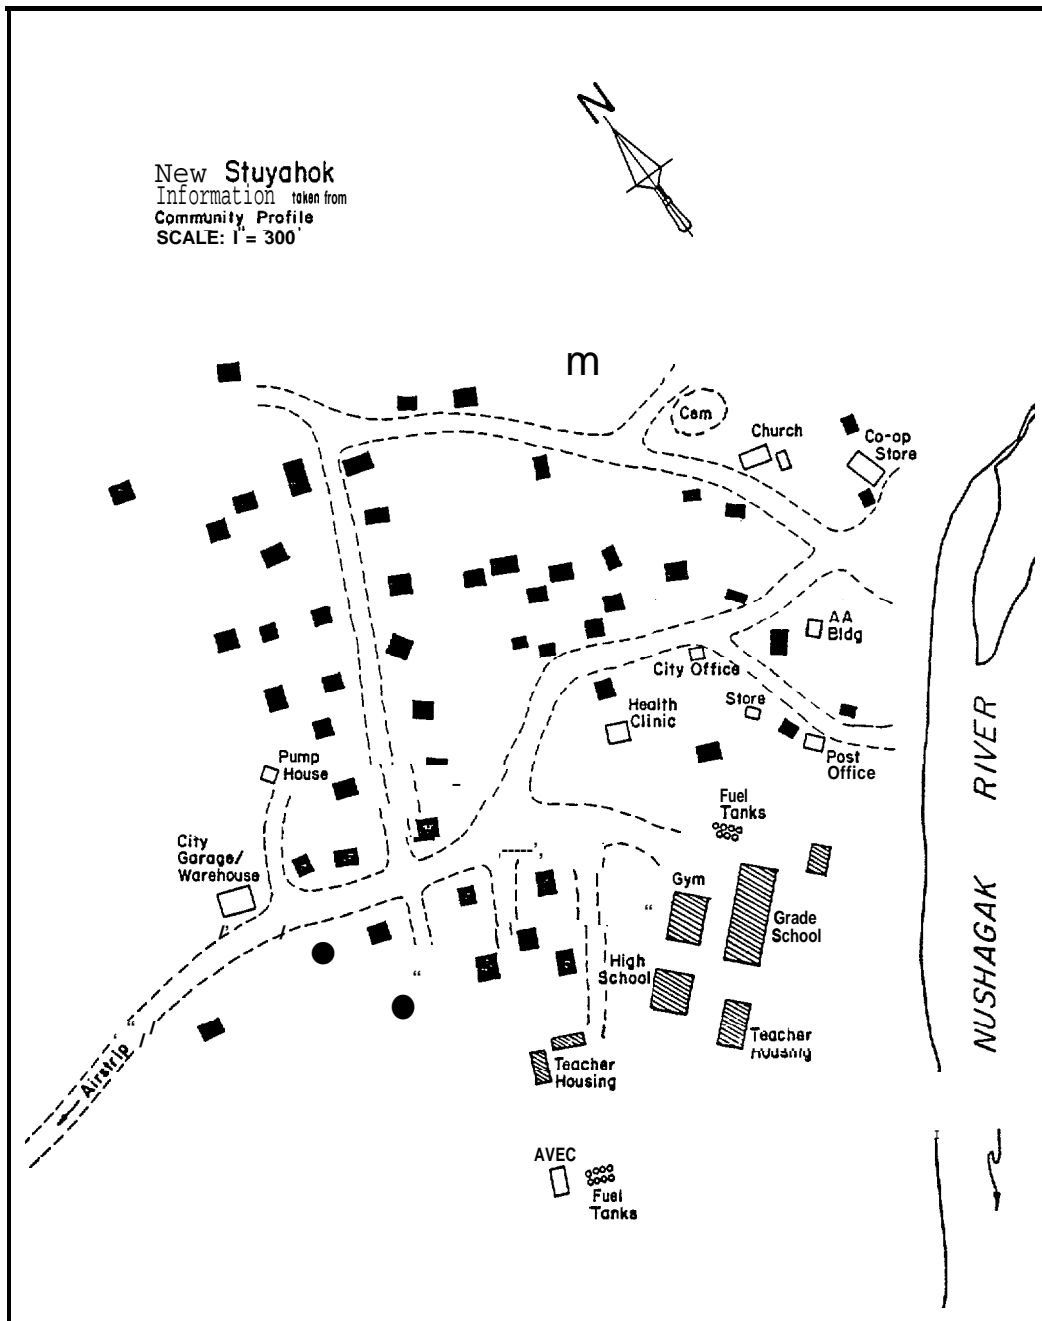 N
New Stuyahok
Information taken from
Community Profile
SCALE: 1"= 300'
m
Cem
Church
Co-op
Store
AA
Bldg
City Office
Store
Health
Clinic
Post
Office
Pump
House
Fuel
Tanks
City
Garage/
Warehouse
Gym
Grade
School
High
School
Teacher
Housing
Teacher
Housing
Airstrip
AVEC
Fuel
Tanks
NUSHAGAK RIVER